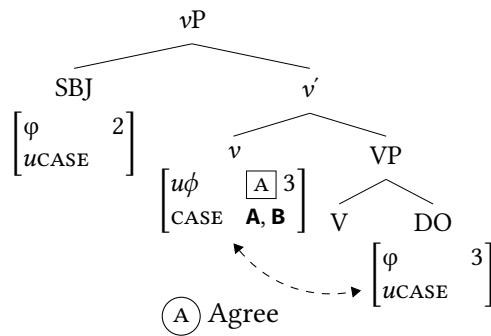 vP
SBJ
[φ 2
uCASE]
v′
v
[uϕ A 3
CASE A, B]
VP
V
DO
[φ 3
uCASE]
A Agree